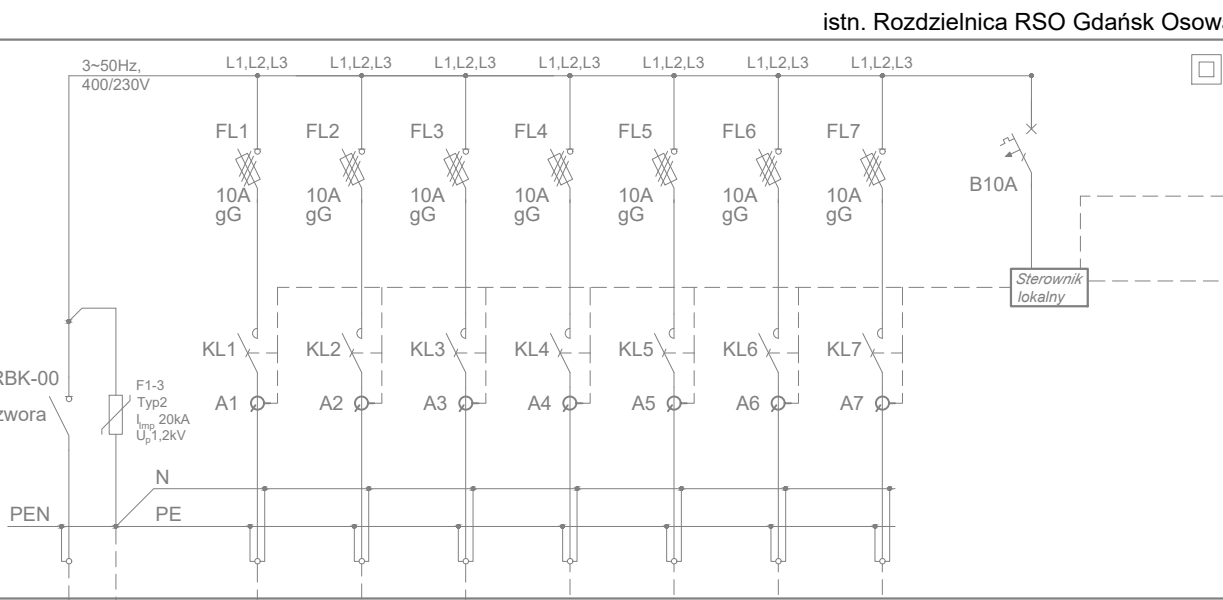 istn. Rozdzielnica RSO Gdańsk Osowa
3~50Hz,
400/230V
L1,L2,L3 L1,L2,L3 L1,L2,L3 L1,L2,L3 L1,L2,L3 L1,L2,L3 L1,L2,L3
FL1 FL2 FL3 FL4 FL5 FL6 FL7
10A 10A 10A 10A 10A 10A 10A
gG gG gG gG gG gG gG
B10A
Sterownik
lokalny
KL1 KL2 KL3 KL4 KL5 KL6 KL7
A1 A2 A3 A4 A5 A6 A7
RBK-00
zwora
F1-3
Typ2
Iimp 20kA
Up1,2kV
N
PEN PE